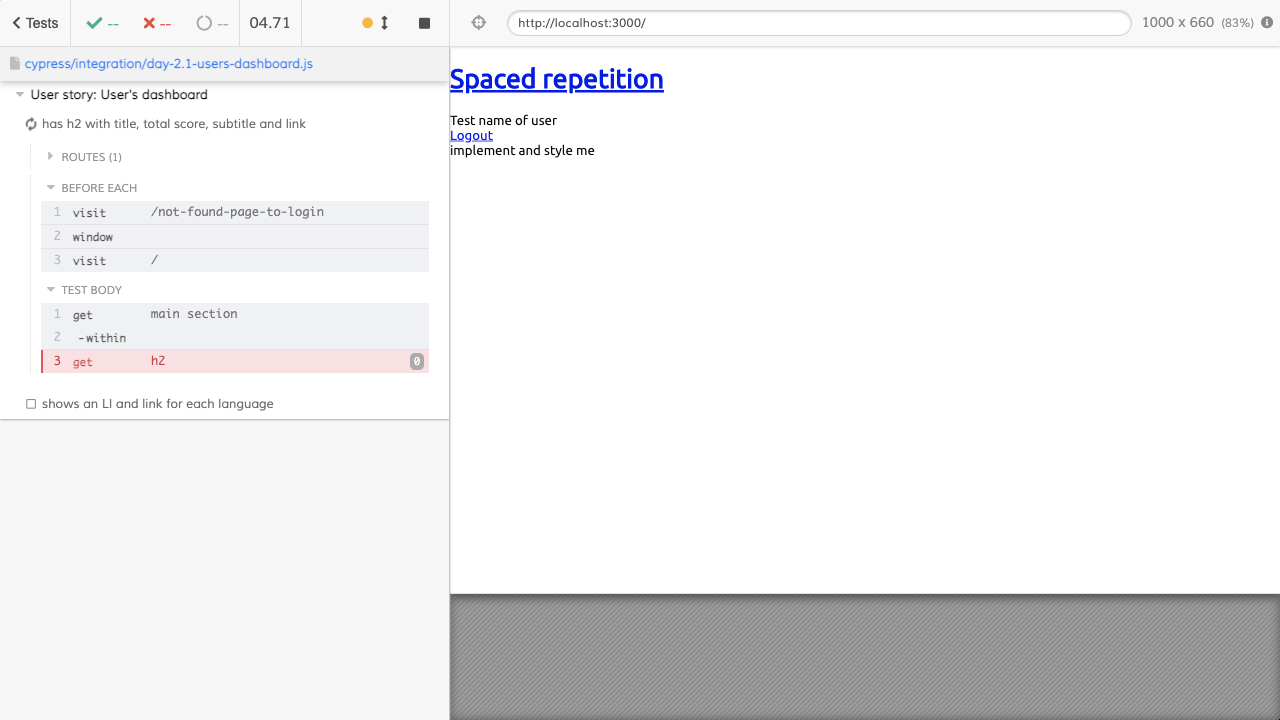 Tests -- -- -- 04.71
cypress/integration/day-2.1-users-dashboard.js
User story: User's dashboard
has h2 with title, total score, subtitle and link
ROUTES (1)
BEFORE EACH
1 visit /not-found-page-to-login
2 window
3 visit /
TEST BODY
1 get main section
2 -within
3 get h2 0
shows an LI and link for each language
http://localhost:3000/ 1000 x 660 (83%)
Spaced repetition
Test name of user
Logout
implement and style me